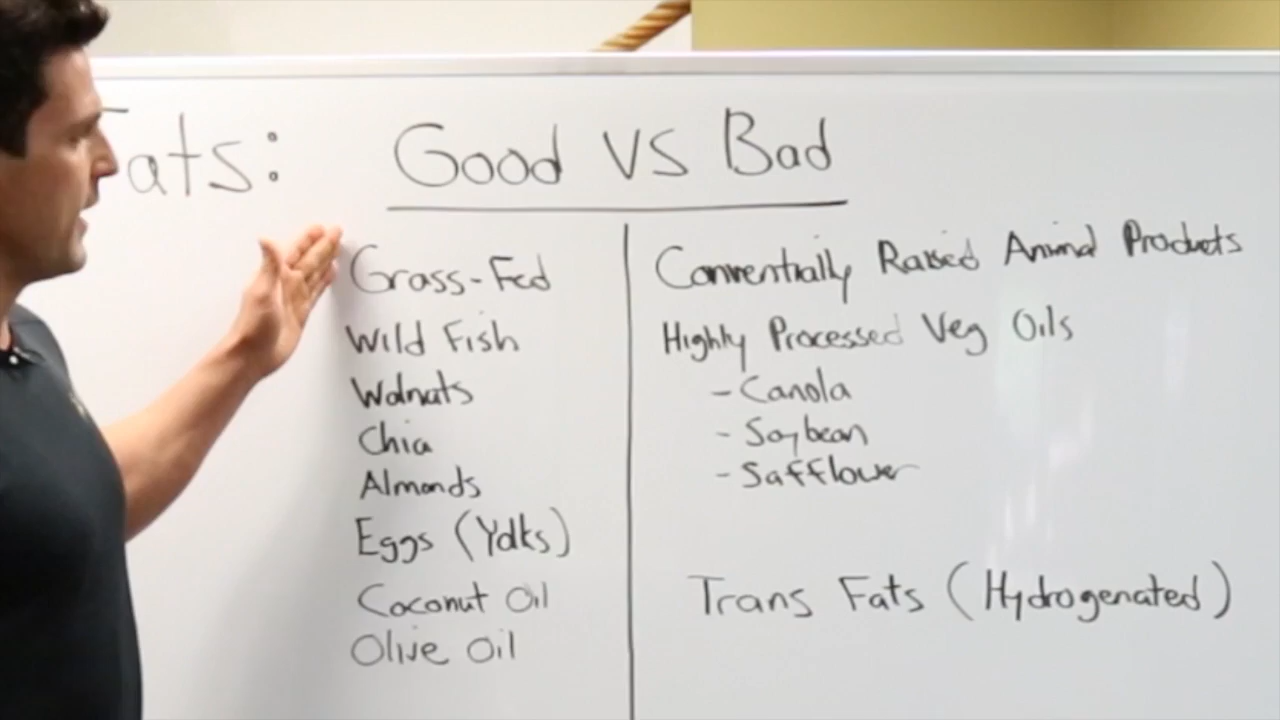 Fats: Good VS Bad
Grass-Fed
Wild Fish
Walnuts
Chia
Almonds
Eggs (Yolks)
Coconut Oil
Olive Oil
Conventially Raised Animal Products
Highly Processed Veg Oils
- Canola
- Soybean
- Safflower
Trans Fats (Hydrogenated)